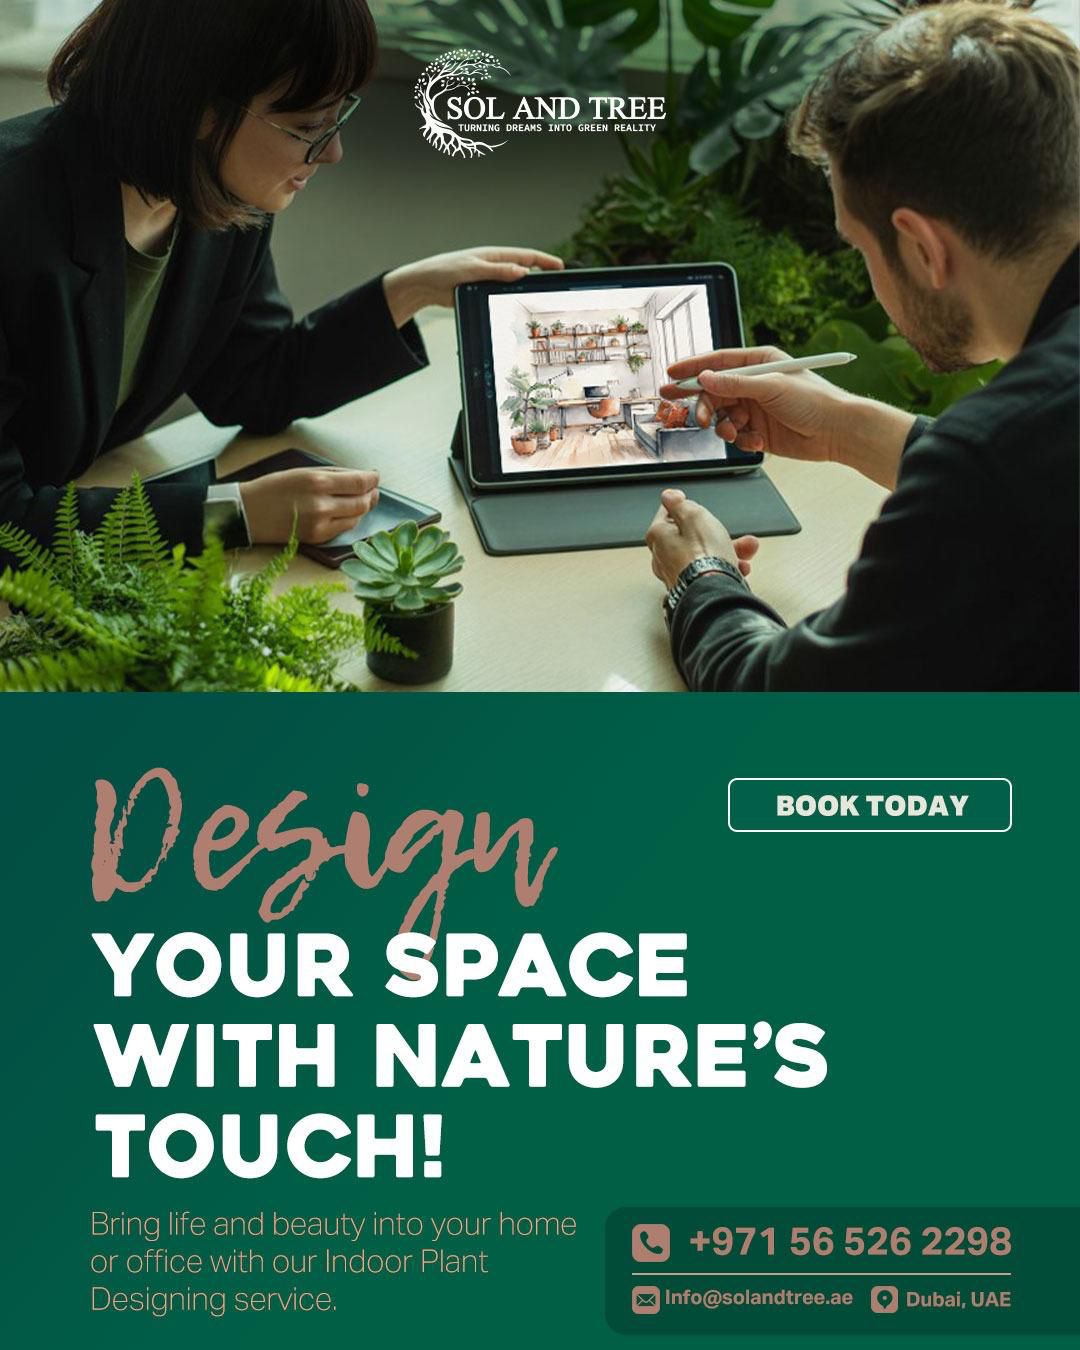 SOL AND TREE
TURNING DREAMS INTO GREEN REALITY
Design
BOOK TODAY
YOUR SPACE
WITH NATURE’S
TOUCH!
Bring life and beauty into your home
or office with our Indoor Plant
Designing service.
+971 56 526 2298
Info@solandtree.ae
Dubai, UAE